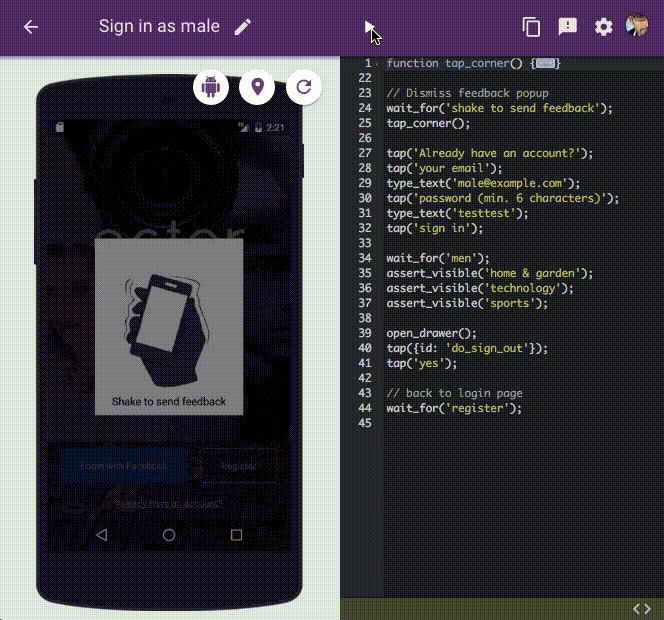 Sign in as male
2:21
Shake to send feedback
Login with Facebook
Register
Already have an account?
1 function tap_corner() {}
22
23 // Dismiss feedback popup
24 wait_for('shake to send feedback');
25 tap_corner();
26
27 tap('Already have an account?');
28 tap('your email');
29 type_text('male@example.com');
30 tap('password (min. 6 characters)');
31 type_text('testtest');
32 tap('sign in');
33
34 wait_for('men');
35 assert_visible('home & garden');
36 assert_visible('technology');
37 assert_visible('sports');
38
39 open_drawer();
40 tap({id: 'do_sign_out'});
41 tap('yes');
42
43 // back to login page
44 wait_for('register');
45